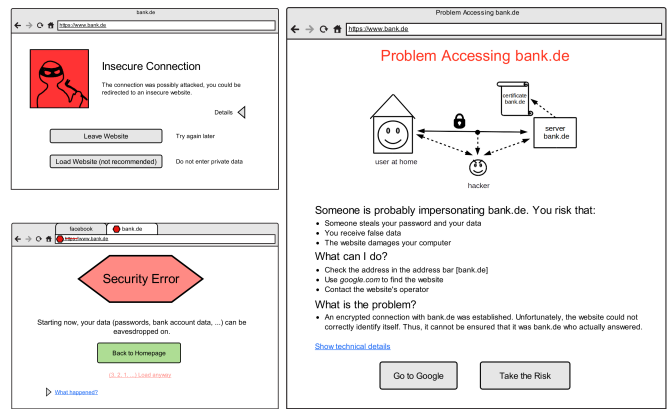 bank.de
https://www.bank.de
Insecure Connection
The connection was possibly attacked, you could be
redirected to an insecure website.
Details
Leave Website
Try again later
Load Website (not recommended)
Do not enter private data
facebook
bank.de
https://www.bank.de
Security Error
Starting now, your data (passwords, bank account data, ...) can be
eavesdropped on.
Back to Homepage
(3, 2, 1, ...) Load anyway
What happened?
Problem Accessing bank.de
https://www.bank.de
Problem Accessing bank.de
certificate
bank.de
server
bank.de
user at home
hacker
Someone is probably impersonating bank.de. You risk that:
• Someone steals your password and your data
• You receive false data
• The website damages your computer
What can I do?
• Check the address in the address bar [bank.de]
• Use google.com to find the website
• Contact the website's operator
What is the problem?
• An encrypted connection with bank.de was established. Unfortunately, the website could not
correctly identify itself. Thus, it cannot be ensured that it was bank.de who actually answered.
Show technical details
Go to Google
Take the Risk